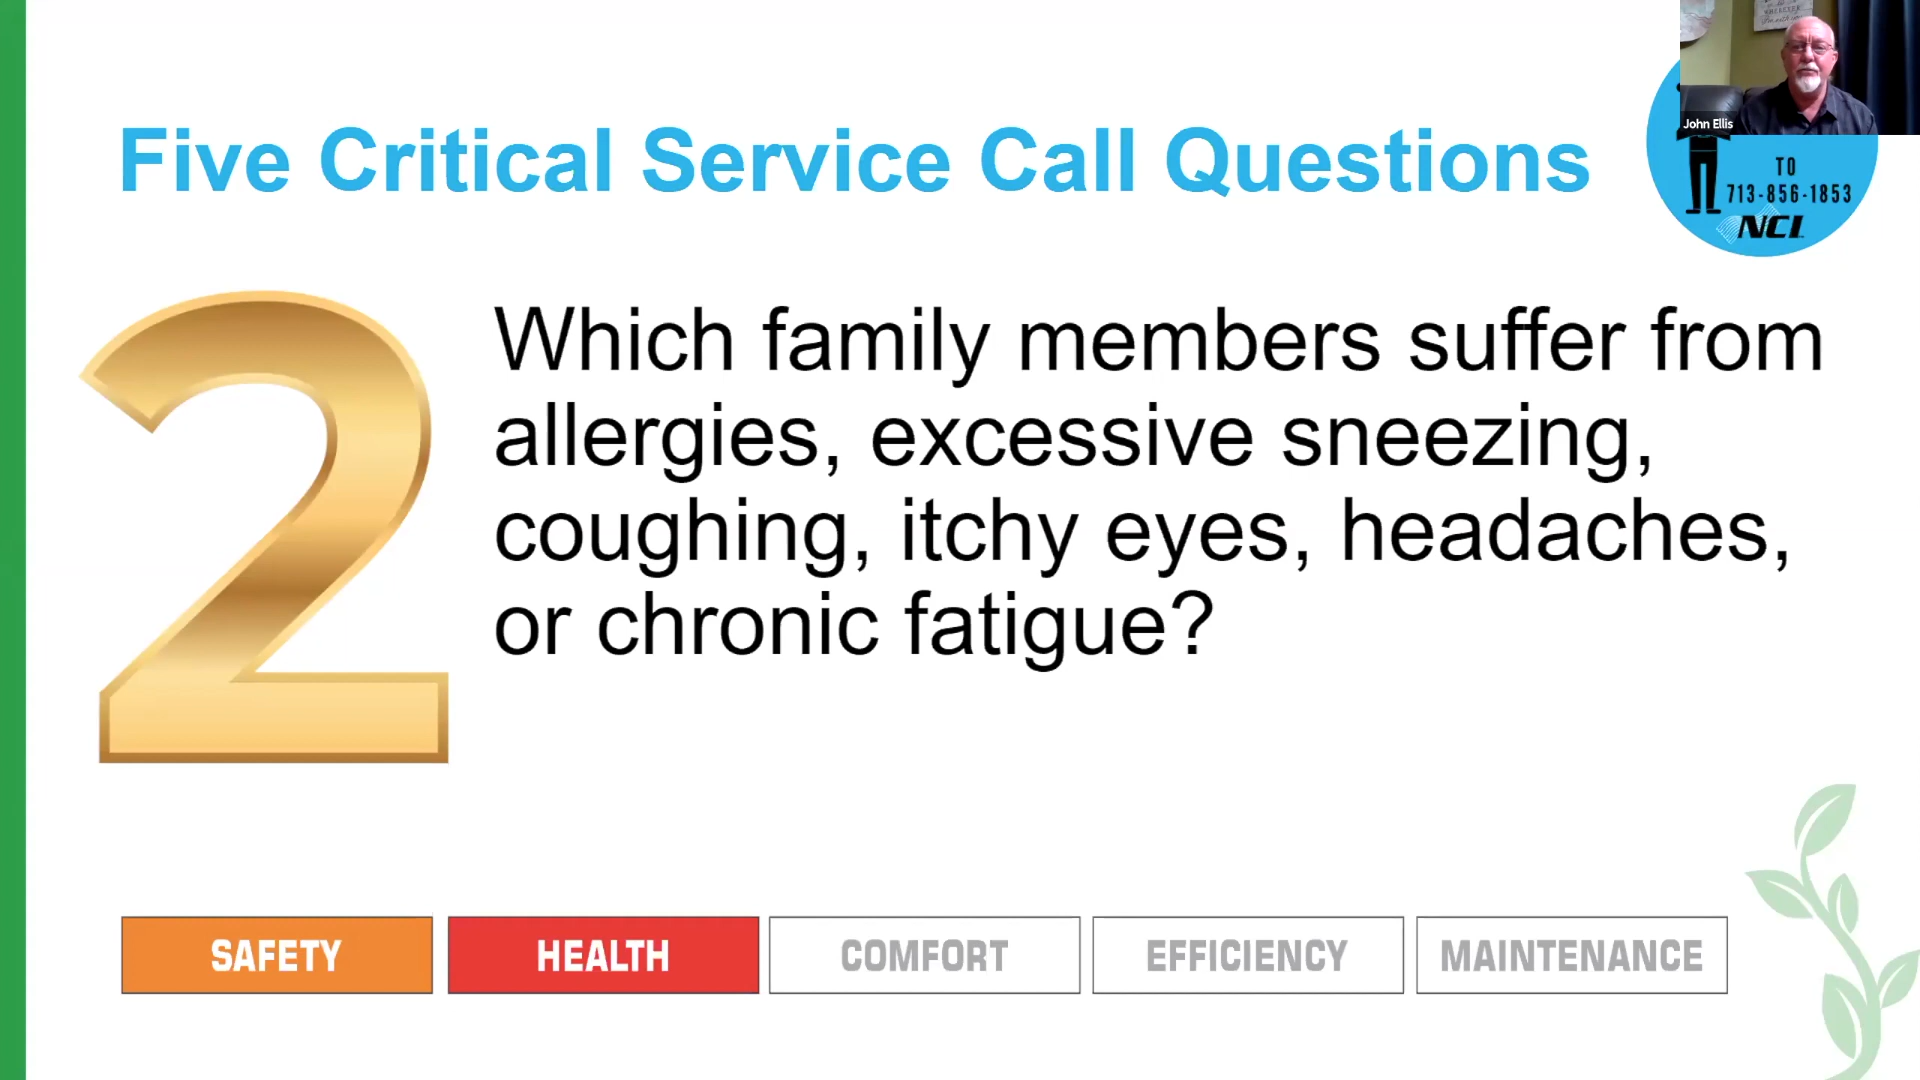 Five Critical Service Call Questions
John Ellis
TO
713-856-1853
NCI
2
Which family members suffer from
allergies, excessive sneezing,
coughing, itchy eyes, headaches,
or chronic fatigue?
SAFETY
HEALTH
COMFORT
EFFICIENCY
MAINTENANCE